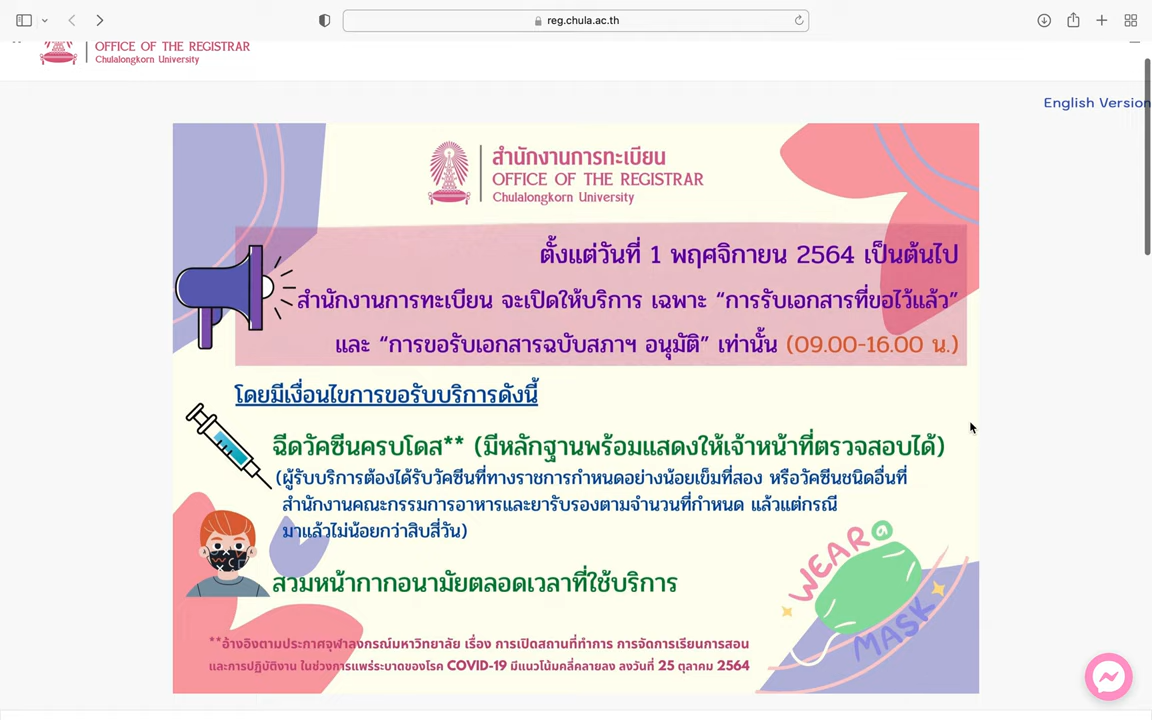 reg.chula.ac.th
OFFICE OF THE REGISTRAR
Chulalongkorn University
English Version
สำนักงานการทะเบียน
OFFICE OF THE REGISTRAR
Chulalongkorn University
ตั้งแต่วันที่ 1 พฤศจิกายน 2564 เป็นต้นไป
สำนักงานการทะเบียน จะเปิดให้บริการ เฉพาะ “การรับเอกสารที่ขอไว้แล้ว”
และ “การขอรับเอกสารฉบับสภาฯ อนุมัติ” เท่านั้น (09.00-16.00 น.)
โดยมีเงื่อนไขการขอรับบริการดังนี้
ฉีดวัคซีนครบโดส** (มีหลักฐานพร้อมแสดงให้เจ้าหน้าที่ตรวจสอบได้)
(ผู้รับบริการต้องได้รับวัคซีนที่ทางราชการกำหนดอย่างน้อยเข็มที่สอง หรือวัคซีนชนิดอื่นที่
สำนักงานคณะกรรมการอาหารและยารับรองตามจำนวนที่กำหนด แล้วแต่กรณี
มาแล้วไม่น้อยกว่าสิบสี่วัน)
สวมหน้ากากอนามัยตลอดเวลาที่ใช้บริการ
WEAR a
MASK
**อ้างอิงตามประกาศจุฬาลงกรณ์มหาวิทยาลัย เรื่อง การเปิดสถานที่ทำการ การจัดการเรียนการสอน
และการปฏิบัติงาน ในช่วงการแพร่ระบาดของโรค COVID-19 มีแนวโน้มคลี่คลายลง ลงวันที่ 25 ตุลาคม 2564